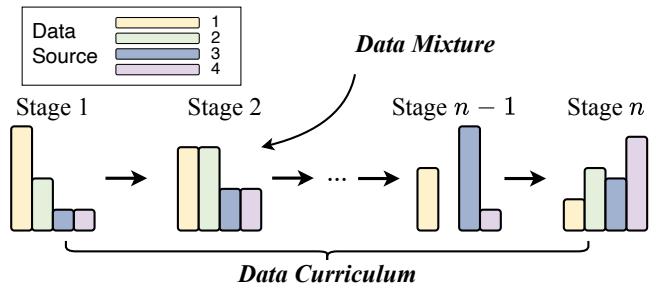 Data Source
1
2
3
4
Data Mixture
Stage 1
Stage 2
Stage n − 1
Stage n
...
Data Curriculum